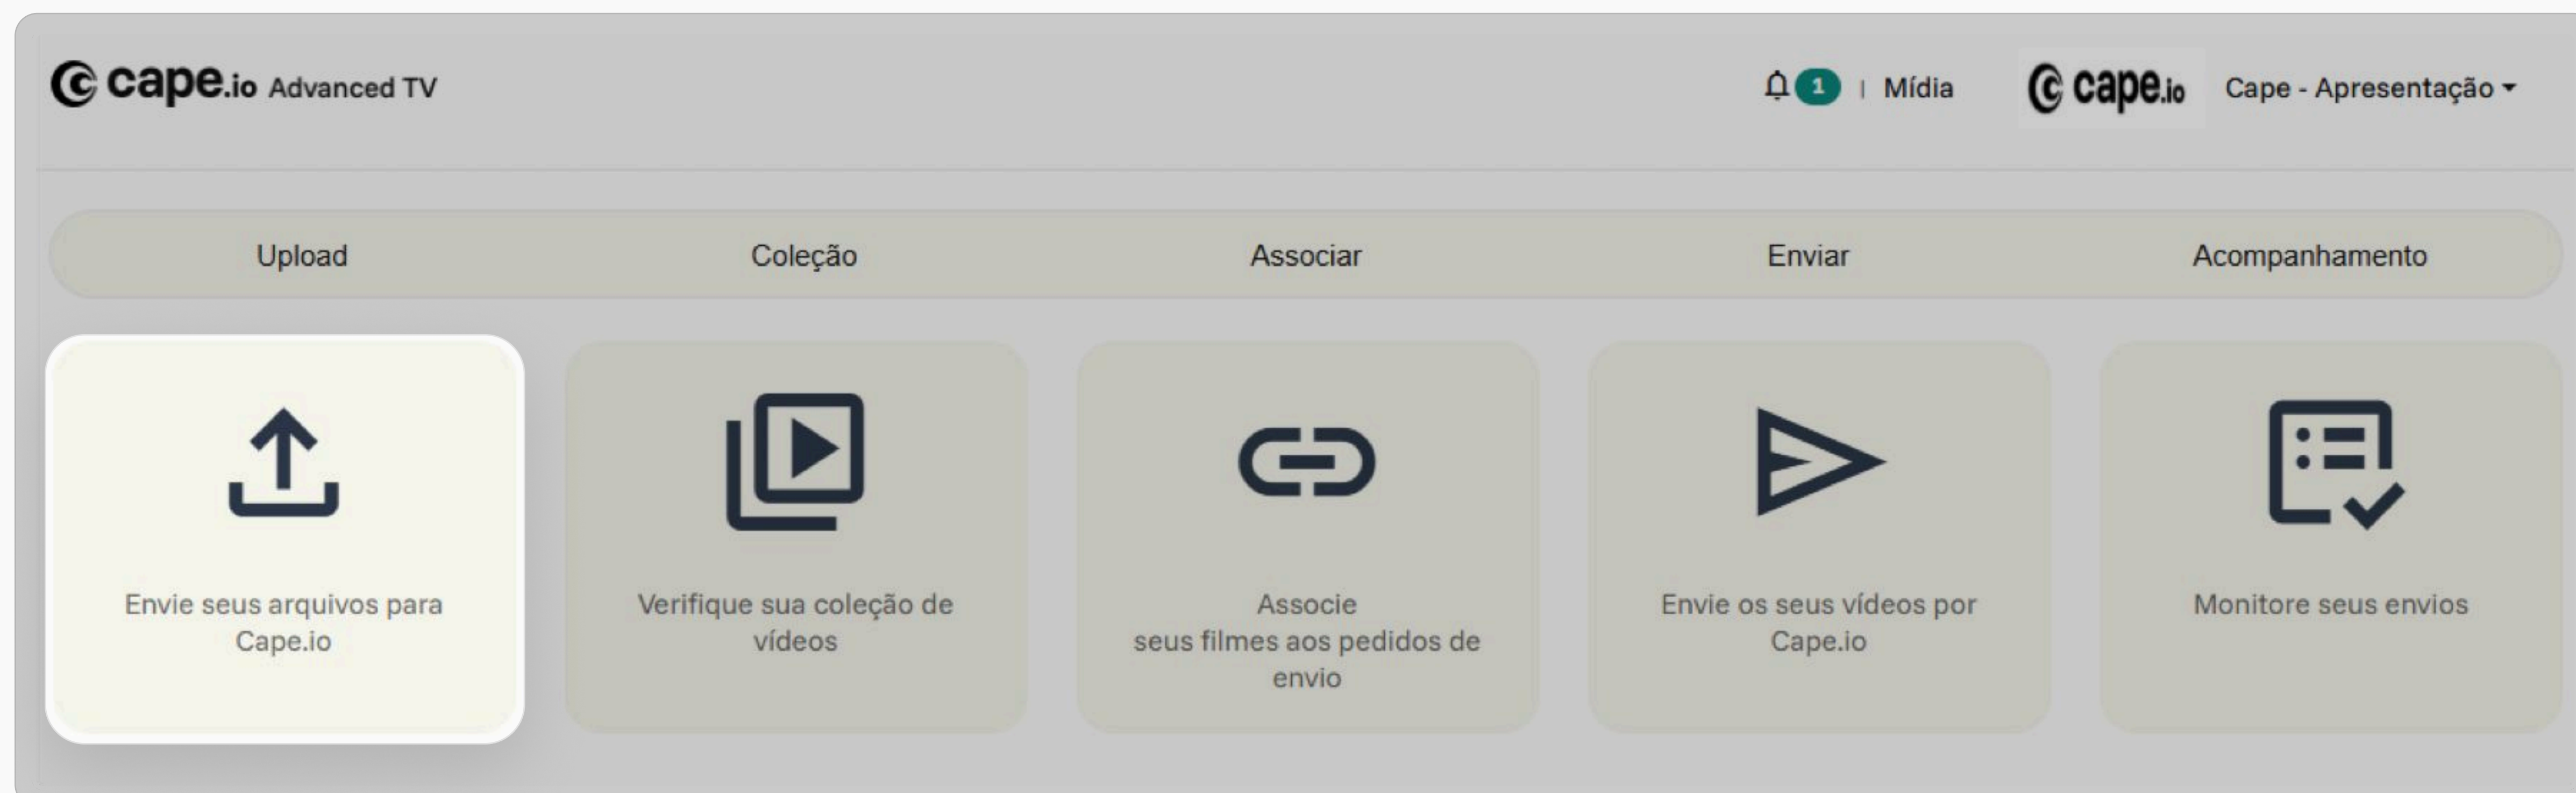 cape.io Advanced TV
1 | Mídia
cape.io
Cape - Apresentação
Upload
Coleção
Associar
Enviar
Acompanhamento
Envie seus arquivos para
Cape.io
Verifique sua coleção de
vídeos
Associe
seus filmes aos pedidos de
envio
Envie os seus vídeos por
Cape.io
Monitore seus envios